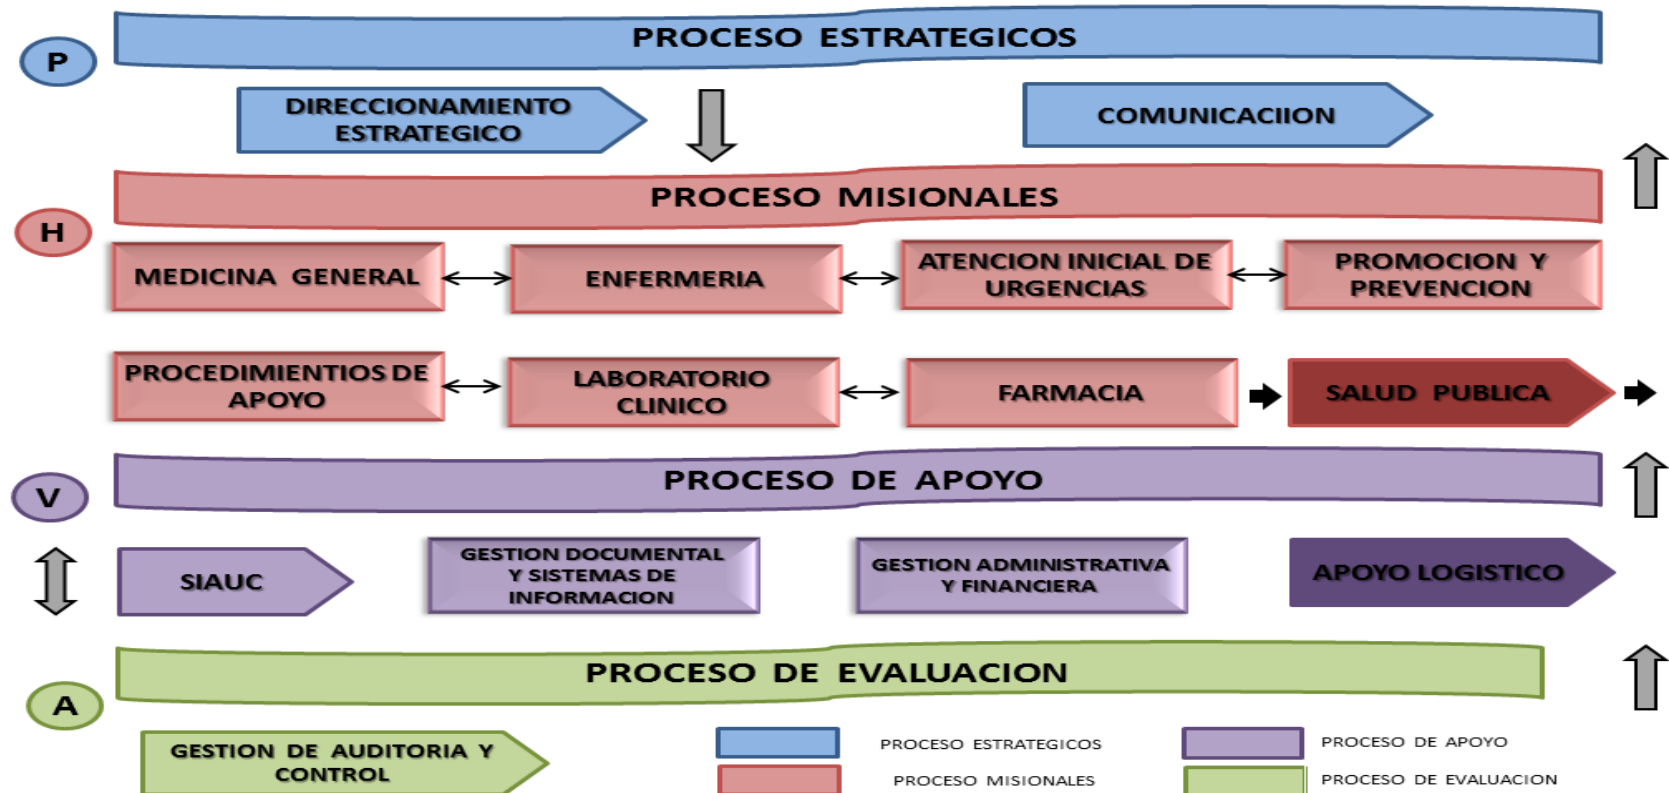 PROCESO ESTRATEGICOS
P
DIRECCIONAMIENTO
ESTRATEGICO
COMUNICACIION
PROCESO MISIONALES
H
MEDICINA GENERAL
ENFERMERIA
ATENCION INICIAL DE
URGENCIAS
PROMOCION Y
PREVENCION
PROCEDIMIENTIOS DE
APOYO
LABORATORIO
CLINICO
FARMACIA
SALUD PUBLICA
PROCESO DE APOYO
V
SIAUC
GESTION DOCUMENTAL
Y SISTEMAS DE
INFORMACION
GESTION ADMINISTRATIVA
Y FINANCIERA
APOYO LOGISTICO
PROCESO DE EVALUACION
A
GESTION DE AUDITORIA Y
CONTROL
PROCESO ESTRATEGICOS
PROCESO MISIONALES
PROCESO DE APOYO
PROCESO DE EVALUACION